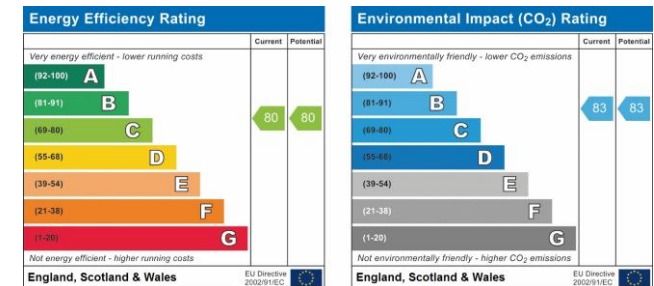 Energy Efficiency Rating
Current Potential
Very energy efficient - lower running costs
(92-100) A
(81-91) B
(69-80) C
(55-68) D
(39-54) E
(21-38) F
(1-20) G
80 80
Not energy efficient - higher running costs
England, Scotland & Wales
EU Directive
2002/91/EC
Environmental Impact (CO₂) Rating
Current Potential
Very environmentally friendly - lower CO₂ emissions
(92-100) A
(81-91) B
(69-80) C
(55-68) D
(39-54) E
(21-38) F
(1-20) G
83 83
Not environmentally friendly - higher CO₂ emissions
England, Scotland & Wales
EU Directive
2002/91/EC